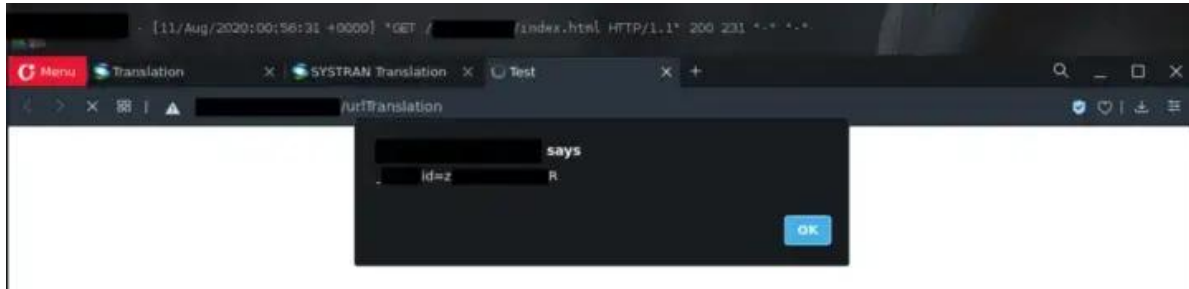 - [11/Aug/2020:00:56:31 +0000] "GET / /index.html HTTP/1.1" 200 231 "-" "-"
Menu Translation SYSTRAN Translation Test
/urlTranslation
says
_ id=z R
OK